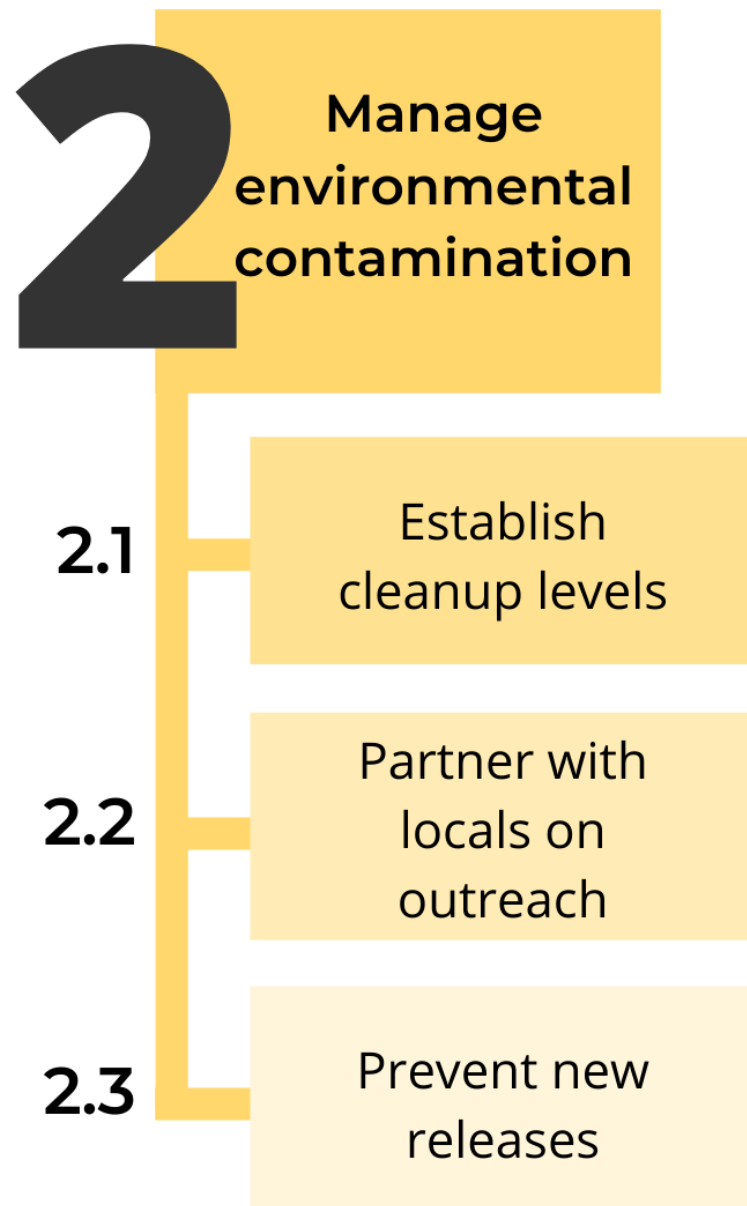 2
Manage
environmental
contamination
2.1
Establish
cleanup levels
2.2
Partner with
locals on
outreach
2.3
Prevent new
releases